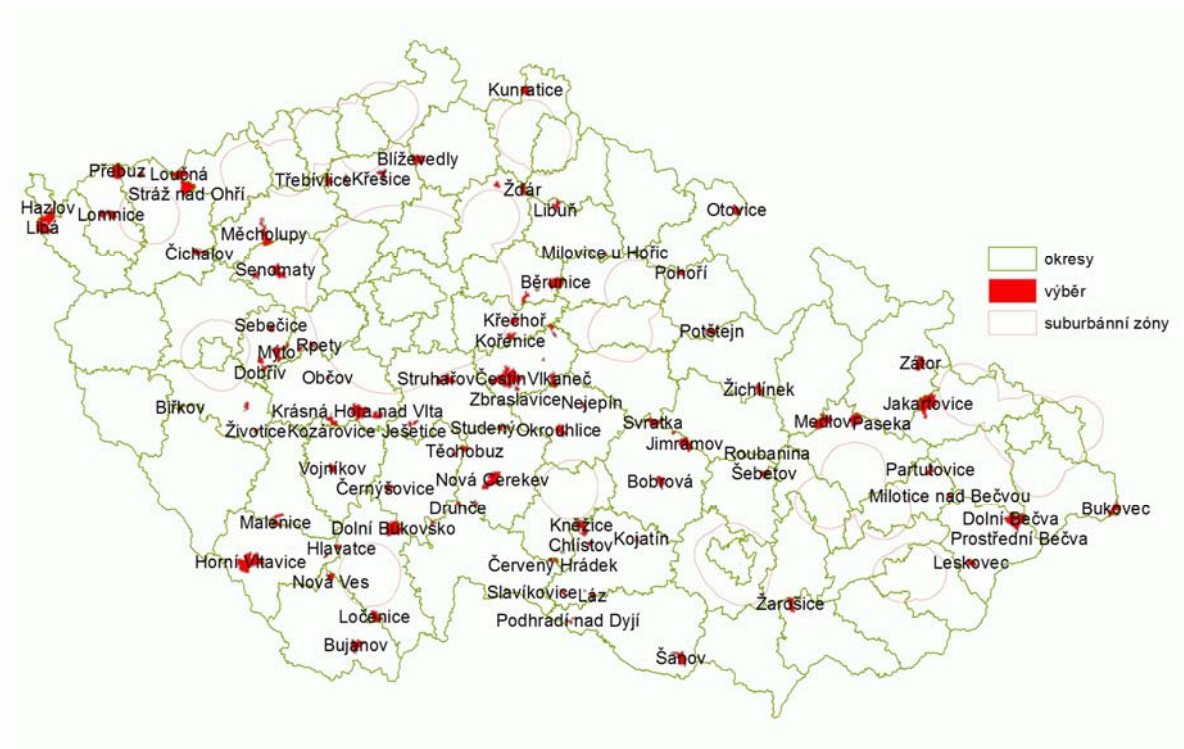 Kunratice
Blíževedly
Přebuz
Loučná
Třebívlice
Křešice
Stráž nad Ohří
Ždár
Hazlov
Lomnice
Libuň
Otovice
Libá
Měcholupy
Čichalov
Milovice u Hořic
okresy
Senomaty
Pohoří
Běrunice
výběr
Křečhoř
suburbánní zóny
Sebečice
Kořenice
Potštejn
Mýto
Rpety
Dobřív
Občov
Struhařov
Čestín
Vlkaneč
Zátor
Zbraslavice
Žichlínek
Biřkov
Krásná Hora nad Vlta
Nejepín
Jakartovice
Životice
Kozárovice
Ješetice
Studený
Okrouhlice
Svratka
Medlov
Paseka
Jimramov
Těchobuz
Roubanina
Vojníkov
Nová Cerekev
Bobrová
Šebetov
Partutovice
Černýšovice
Milotice nad Bečvou
Drunče
Bukovec
Malenice
Dolní Bukovsko
Kněžice
Dolní Bečva
Kojatín
Prostřední Bečva
Hlavatce
Chlístov
Horní Vltavice
Červený Hrádek
Leskovec
Nová Ves
Slavíkovice
Láz
Žarošice
Ločenice
Podhradí nad Dyjí
Bujanov
Šanov